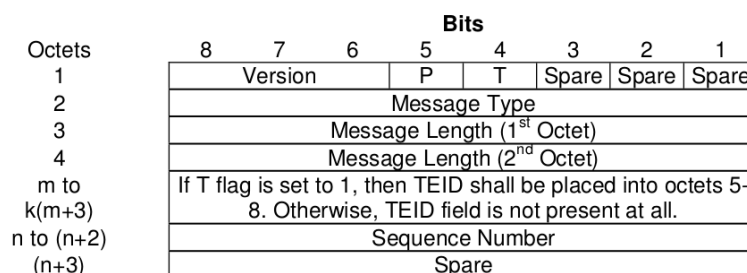 Bits
Octets 8 7 6 5 4 3 2 1
1 Version P T Spare Spare Spare
2 Message Type
3 Message Length (1st Octet)
4 Message Length (2nd Octet)
m to If T flag is set to 1, then TEID shall be placed into octets 5-
k(m+3) 8. Otherwise, TEID field is not present at all.
n to (n+2) Sequence Number
(n+3) Spare